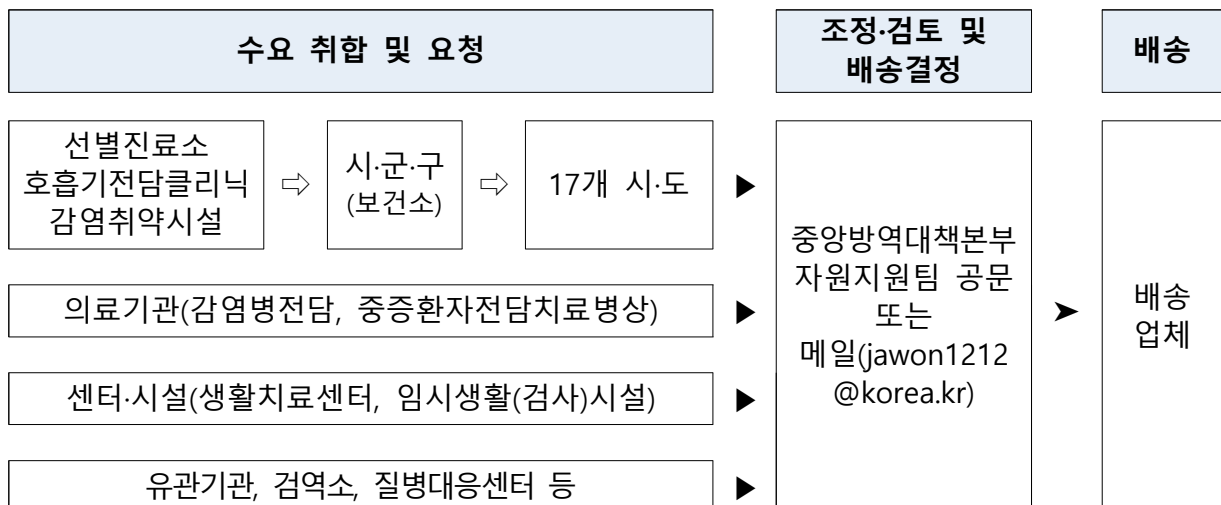 수요 취합 및 요청
조정·검토 및
배송결정
배송
선별진료소
호흡기전담클리닉
감염취약시설
⇨
시·군·구
(보건소)
⇨
17개 시·도
▶
의료기관(감염병전담, 중증환자전담치료병상)
▶
센터·시설(생활치료센터, 임시생활(검사)시설)
▶
유관기관, 검역소, 질병대응센터 등
▶
중앙방역대책본부
자원지원팀 공문
또는
메일(jawon1212
@korea.kr)
➤
배송
업체